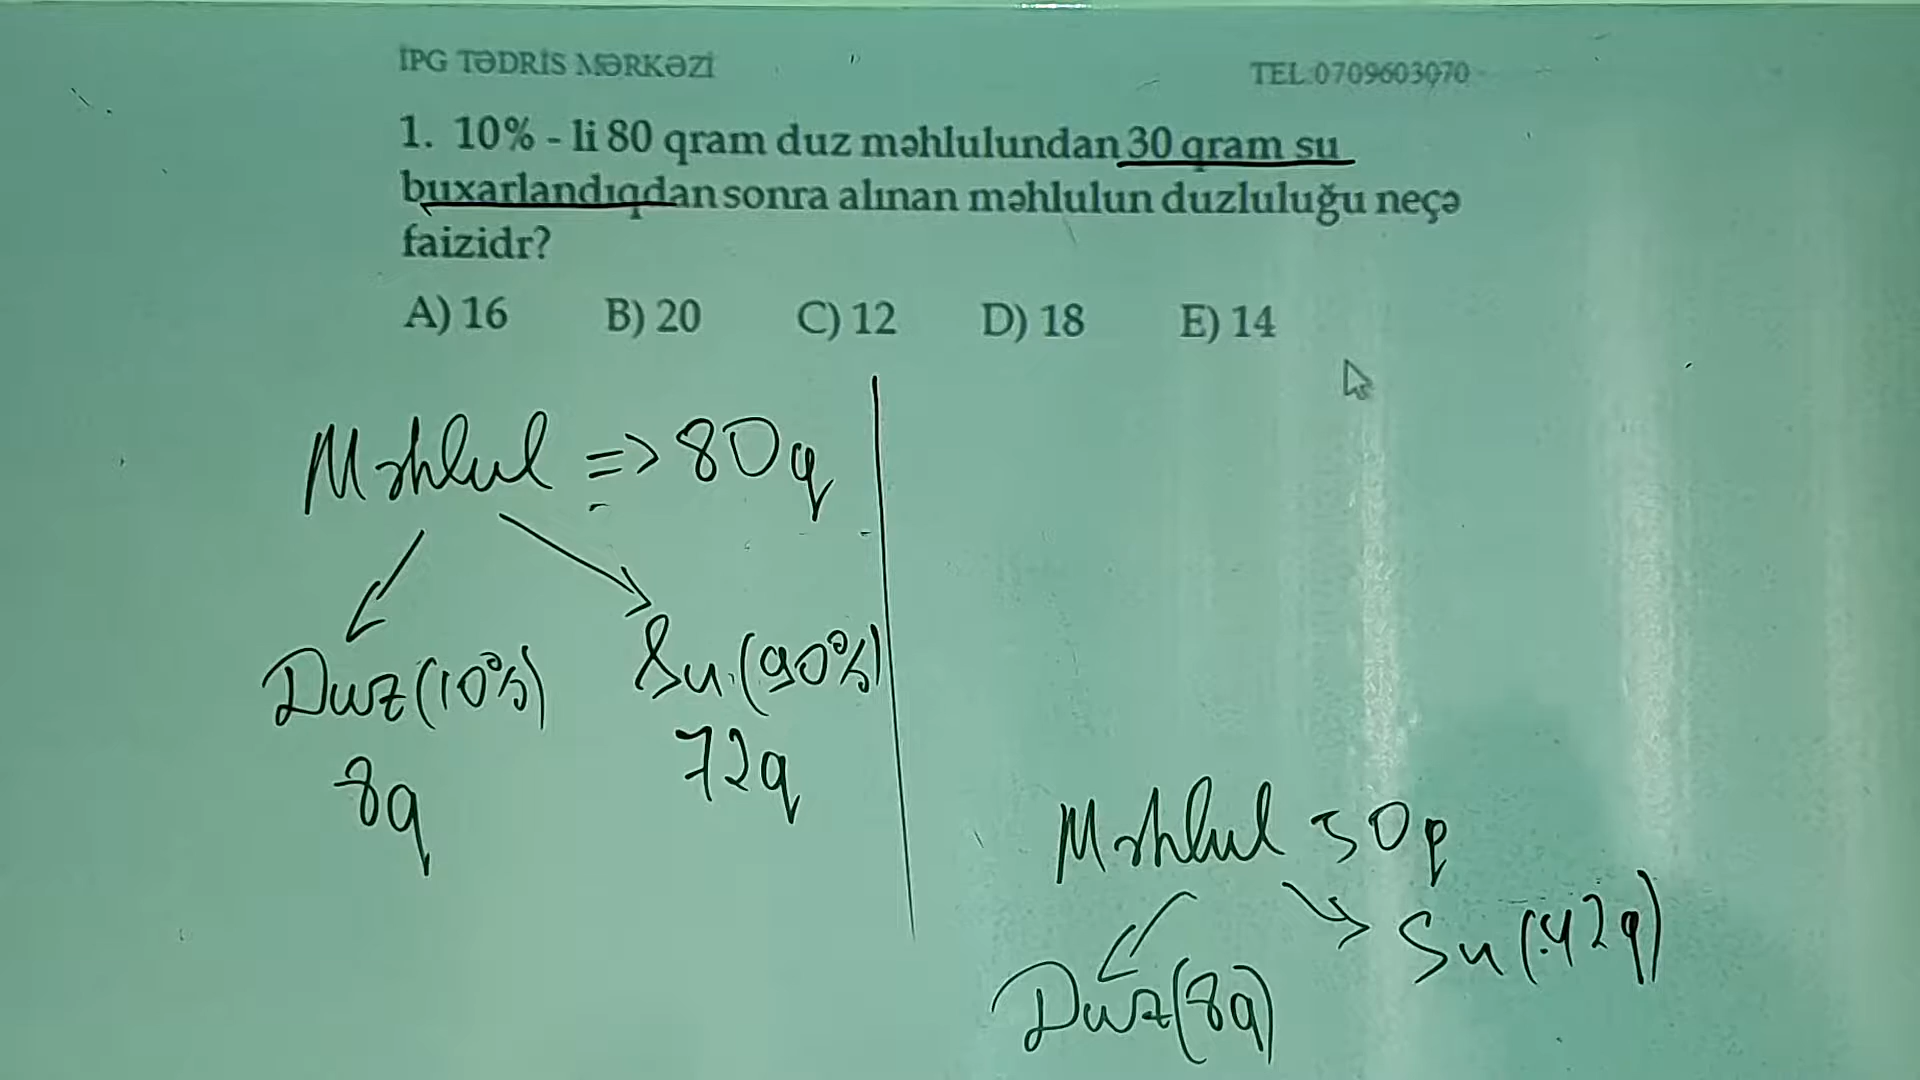 İPG TƏDRİS MƏRKƏZİ
TEL:0709603070
1. 10% - li 80 qram duz məhlulundan 30 qram su
buxarlandıqdan sonra alınan məhlulun duzluluğu neçə
faizidr?
A) 16 B) 20 C) 12 D) 18 E) 14
Məhlul => 80q
Duz (10%) Su (90%)
8q 72q
Məhlul 50q
Su (42q)
Duz (8q)